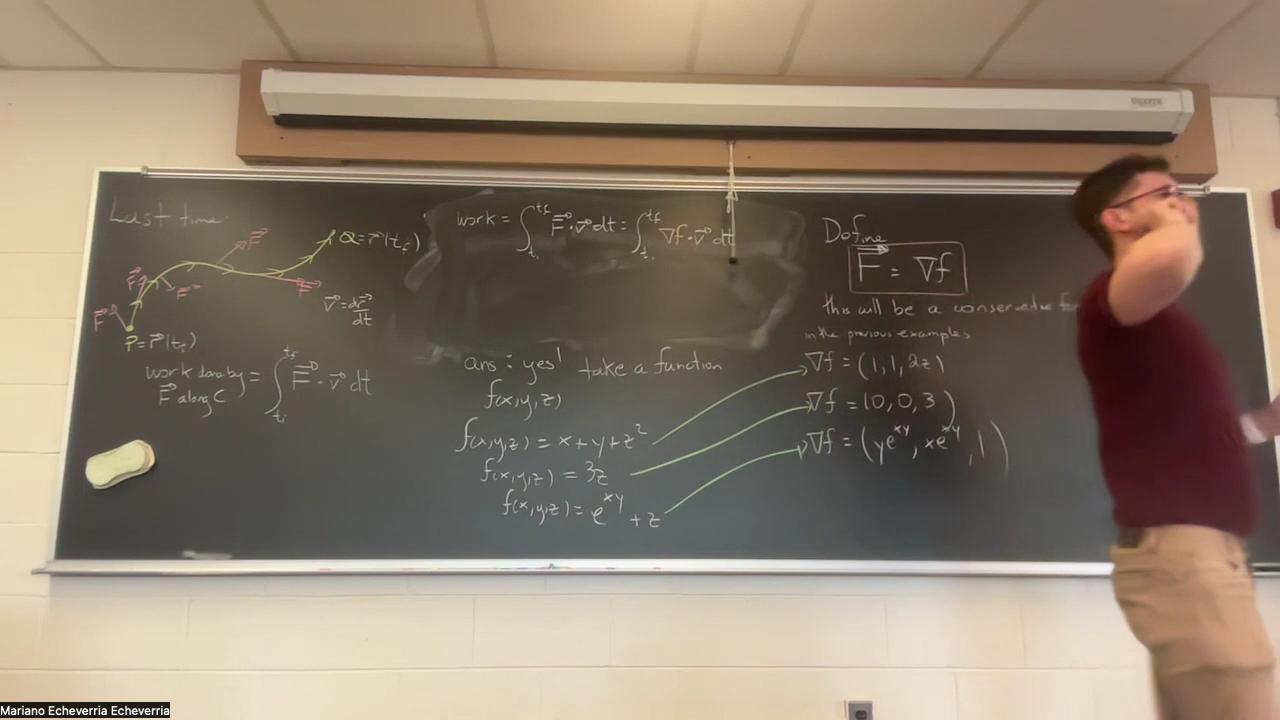 Last time:
F
Q = r(t_f)
F
F
F
F
v = dr/dt
P = r(t_i)
work done by F along C = ∫_{t_i}^{t_f} F · v dt
work = ∫_{t_i}^{t_f} F · v dt = ∫_{t_i}^{t_f} ∇f · v dt
ans : yes! take a function
f(x,y,z)
f(x,y,z) = x + y + z²
f(x,y,z) = 3z
f(x,y,z) = e^{xy} + z
Define
F = ∇f
this will be a conservative
in the previous examples
∇f = (1, 1, 2z)
∇f = (0, 0, 3)
∇f = (ye^{xy}, xe^{xy}, 1)
Mariano Echeverria Echeverria